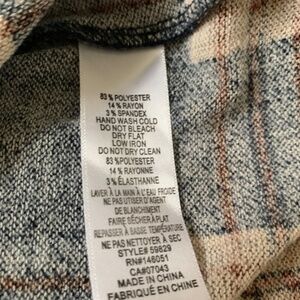 83 % POLYESTER
14 % RAYON
3 % SPANDEX
HAND WASH COLD
DO NOT BLEACH
DRY FLAT
LOW IRON
DO NOT DRY CLEAN
83 %POLYESTER
14 % RAYONNE
3 % ÉLASTHANNE
LAVER À LA MAIN À L'EAU FROIDE
NE PAS UTILISER D'AGENT
DE BLANCHIMENT
FAIRE SÉCHER À PLAT
REPASSER À BASSE TEMPÉRATURE
NE PAS NETTOYER À SEC
STYLE# 59829
RN#146051
CA#07043
MADE IN CHINA
FABRIQUÉ EN CHINE